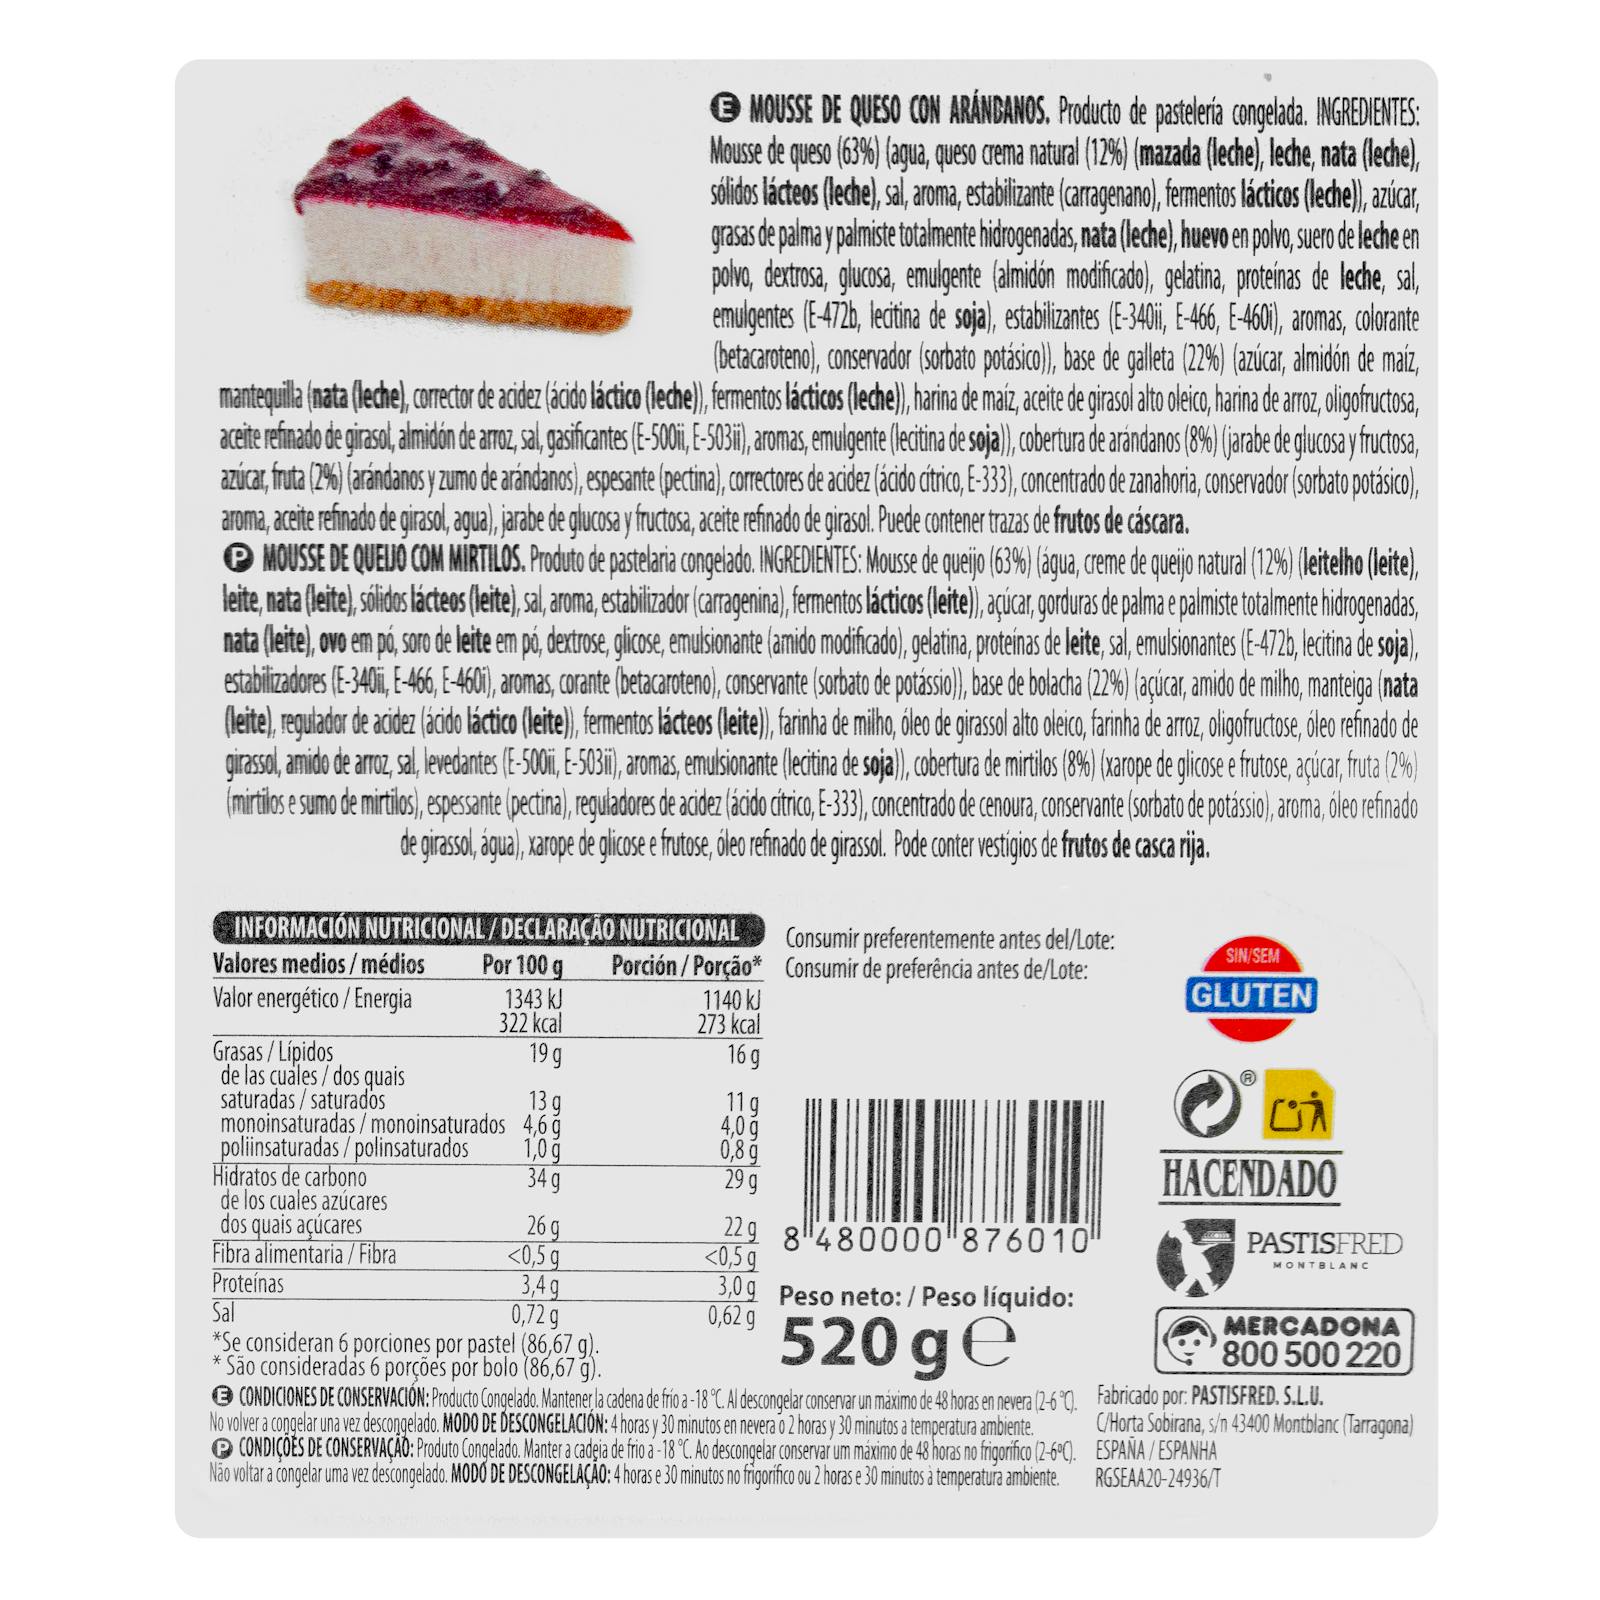 E MOUSSE DE QUESO CON ARÁNDANOS. Producto de pastelería congelada. INGREDIENTES:
Mousse de queso (63%) (agua, queso crema natural (12%) (mazada (leche), leche, nata (leche),
sólidos lácteos (leche), sal, aroma, estabilizante (carragenano), fermentos lácticos (leche)), azúcar,
grasas de palma y palmiste totalmente hidrogenadas, nata (leche), huevo en polvo, suero de leche en
polvo, dextrosa, glucosa, emulgente (almidón modificado), gelatina, proteínas de leche, sal,
emulgentes (E-472b, lecitina de soja), estabilizantes (E-340ii, E-466, E-460i), aromas, colorante
(betacaroteno), conservador (sorbato potásico)), base de galleta (22%) (azúcar, almidón de maíz,
mantequilla (nata (leche), corrector de acidez (ácido láctico (leche)), fermentos lácticos (leche)), harina de maíz, aceite de girasol alto oleico, harina de arroz, oligofructosa,
aceite refinado de girasol, almidón de arroz, sal, gasificantes (E-500ii, E-503ii), aromas, emulgente (lecitina de soja)), cobertura de arándanos (8%) (jarabe de glucosa y fructosa,
azúcar, fruta (2%) (arándanos y zumo de arándanos), espesante (pectina), correctores de acidez (ácido cítrico, E-333), concentrado de zanahoria, conservador (sorbato potásico),
aroma, aceite refinado de girasol, agua), jarabe de glucosa y fructosa, aceite refinado de girasol. Puede contener trazas de frutos de cáscara.
P MOUSSE DE QUEIJO COM MIRTILOS. Produto de pastelaria congelado. INGREDIENTES: Mousse de queijo (63%) (água, creme de queijo natural (12%) (leitelho (leite),
leite, nata (leite), sólidos lácteos (leite), sal, aroma, estabilizador (carragenina), fermentos lácticos (leite)), açúcar, gorduras de palma e palmiste totalmente hidrogenadas,
nata (leite), ovo em pó, soro de leite em pó, dextrose, glicose, emulsionante (amido modificado), gelatina, proteínas de leite, sal, emulsionantes (E-472b, lecitina de soja),
estabilizadores (E-340ii, E-466, E-460i), aromas, corante (betacaroteno), conservante (sorbato de potássio)), base de bolacha (22%) (açúcar, amido de milho, manteiga (nata
(leite), regulador de acidez (ácido láctico (leite)), fermentos lácteos (leite)), farinha de milho, óleo de girassol alto oleico, farinha de arroz, oligofructose, óleo refinado de
girassol, amido de arroz, sal, levedantes (E-500ii, E-503ii), aromas, emulsionante (lecitina de soja)), cobertura de mirtilos (8%) (xarope de glicose e frutose, açúcar, fruta (2%)
(mirtilos e sumo de mirtilos), espessante (pectina), reguladores de acidez (ácido cítrico, E-333), concentrado de cenoura, conservante (sorbato de potássio), aroma, óleo refinado
de girassol, água), xarope de glicose e frutose, óleo refinado de girassol. Pode conter vestígios de frutos de casca rija.
INFORMACIÓN NUTRICIONAL / DECLARAÇÃO NUTRICIONAL
Valores medios / médios Por 100 g Porción / Porção*
Valor energético / Energia 1343 kJ 1140 kJ
322 kcal 273 kcal
Grasas / Lípidos 19 g 16 g
de las cuales / dos quais
saturadas / saturados 13 g 11 g
monoinsaturadas / monoinsaturados 4,6 g 4,0 g
poliinsaturadas / polinsaturados 1,0 g 0,8 g
Hidratos de carbono 34 g 29 g
de los cuales azúcares
dos quais açúcares 26 g 22 g
Fibra alimentaria / Fibra <0,5 g <0,5 g
Proteínas 3,4 g 3,0 g
Sal 0,72 g 0,62 g
*Se consideran 6 porciones por pastel (86,67 g).
* São consideradas 6 porções por bolo (86,67 g).
Consumir preferentemente antes del/Lote:
Consumir de preferência antes de/Lote:
SIN/SEM
GLUTEN
®
HACENDADO
8 480000 876010
PASTISFRED
MONTBLANC
Peso neto: / Peso líquido:
520 g e
MERCADONA
800 500 220
E CONDICIONES DE CONSERVACIÓN: Producto Congelado. Mantener la cadena de frío a -18 °C. Al descongelar conservar un máximo de 48 horas en nevera (2-6 °C).
No volver a congelar una vez descongelado. MODO DE DESCONGELACIÓN: 4 horas y 30 minutos en nevera o 2 horas y 30 minutos a temperatura ambiente.
P CONDIÇÕES DE CONSERVAÇÃO: Produto Congelado. Manter a cadeia de frio a -18 °C. Ao descongelar conservar um máximo de 48 horas no frigorífico (2-6ºC).
Não voltar a congelar uma vez descongelado. MODO DE DESCONGELAÇÃO: 4 horas e 30 minutos no frigorífico ou 2 horas e 30 minutos à temperatura ambiente.
Fabricado por: PASTISFRED. S.L.U.
C/Horta Sobirana, s/n 43400 Montblanc (Tarragona)
ESPAÑA / ESPANHA
RGSEAA20-24936/T